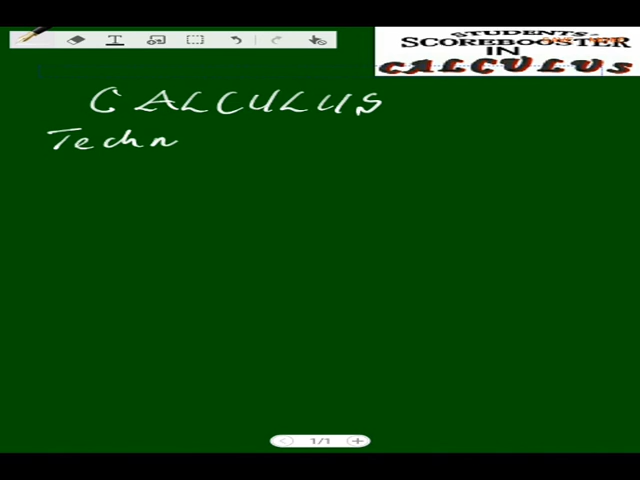 STUDENTS
SCOREBOOSTER
IN
CALCULUS
CALCULUS
Techn
1/1